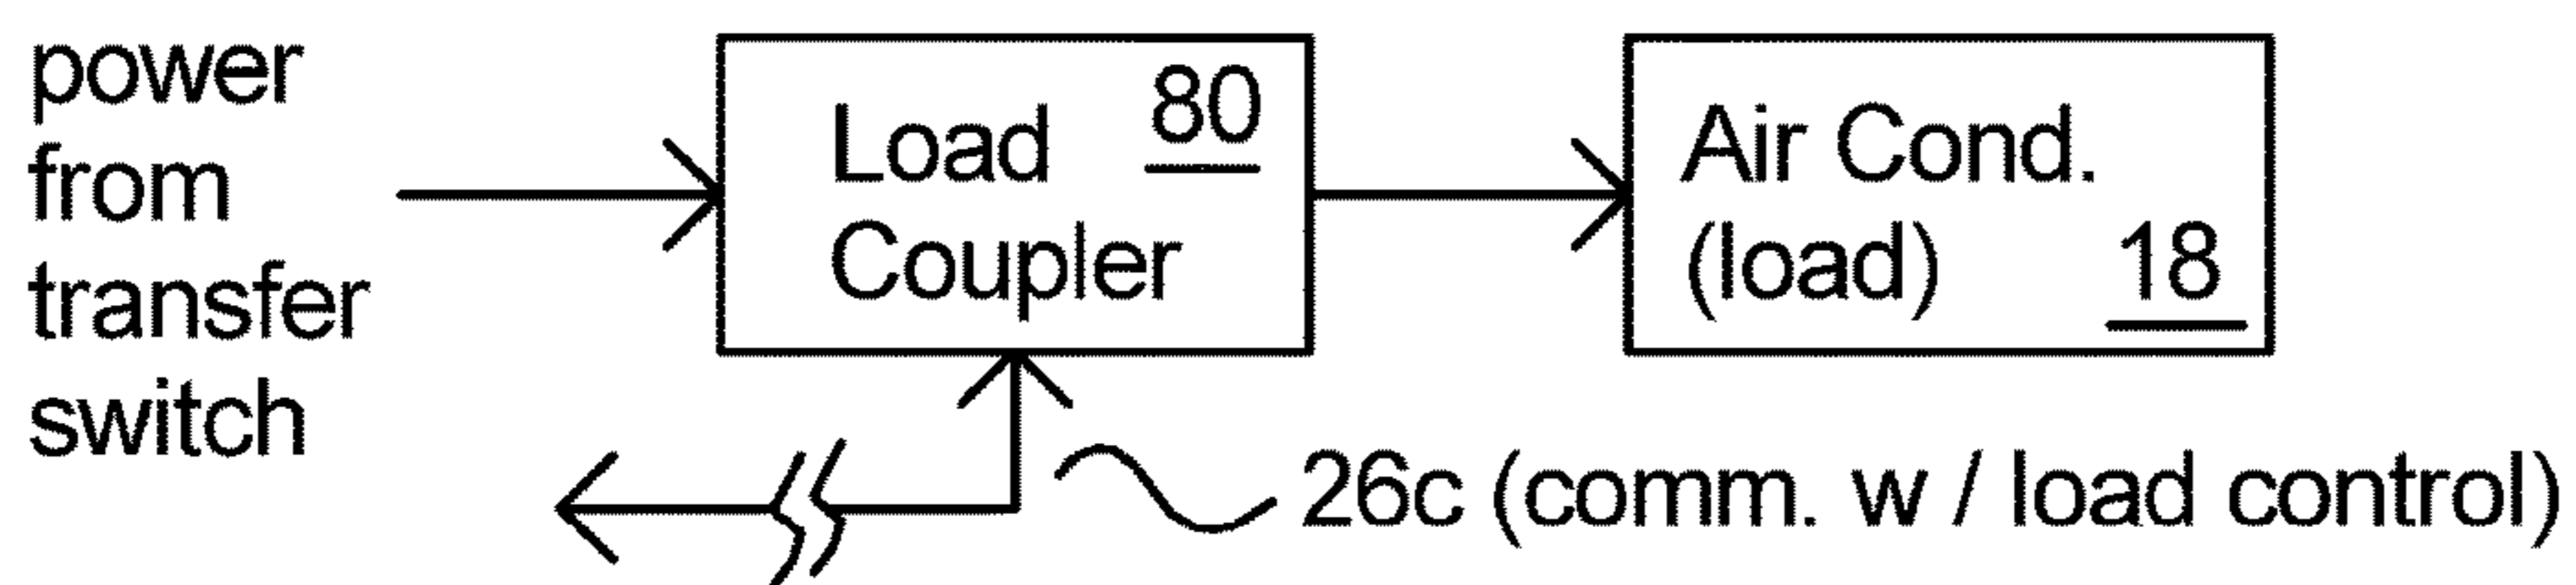 power
from
transfer
switch
Load 80
Coupler
Air Cond.
(load) 18
26c (comm. w / load control)